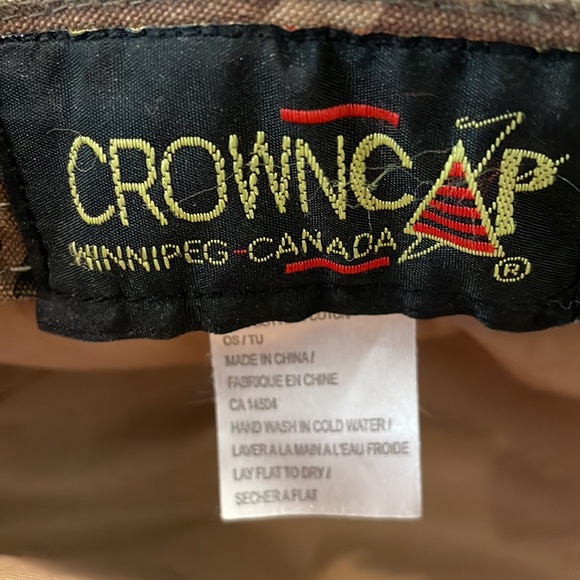 CROWNCAP
WINNIPEG-CANADA
®
OS / TU
MADE IN CHINA /
FABRIQUE EN CHINE
CA 14504
HAND WASH IN COLD WATER /
LAVER A LA MAIN A L'EAU FROIDE
LAY FLAT TO DRY /
SECHER A FLAT